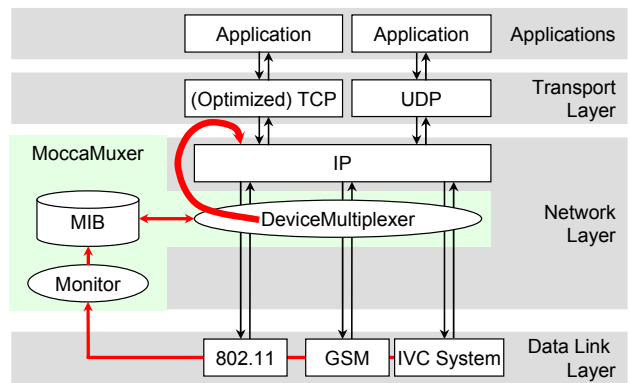 Application
Application
Applications
(Optimized) TCP
UDP
Transport
Layer
MoccaMuxer
IP
MIB
DeviceMultiplexer
Network
Layer
Monitor
802.11
GSM
IVC System
Data Link
Layer